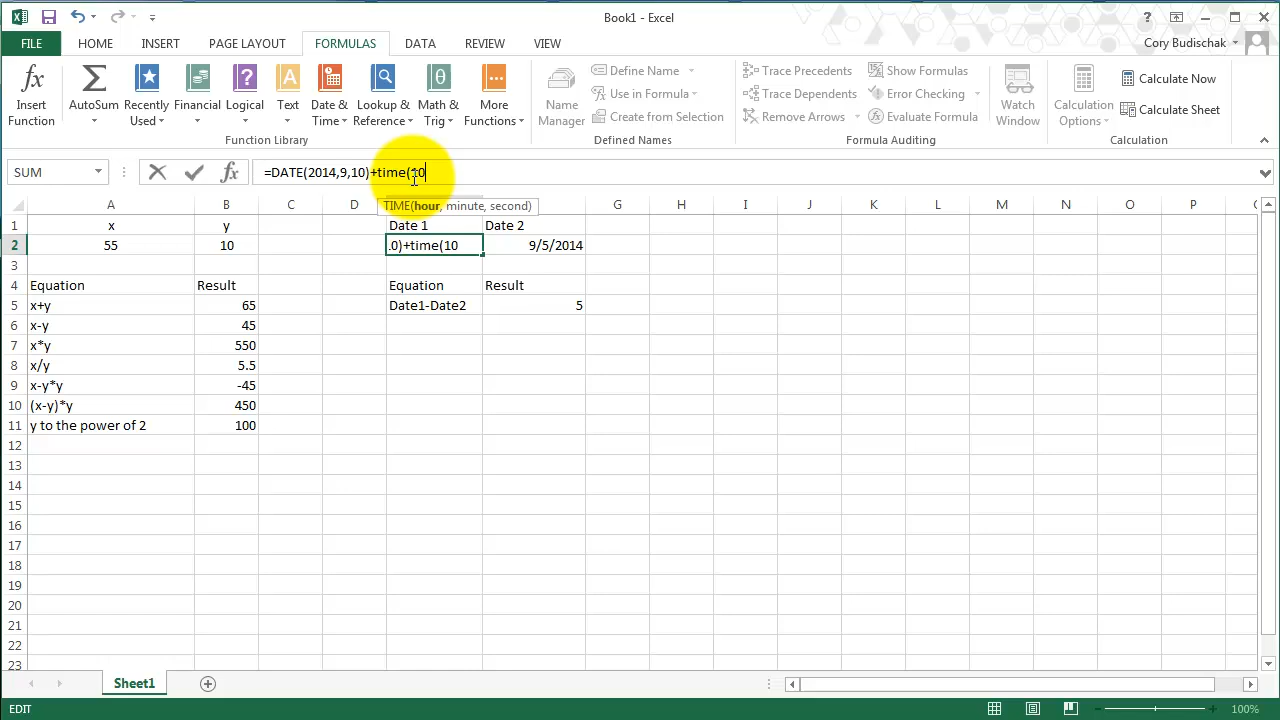 Book1 - Excel
FILE HOME INSERT PAGE LAYOUT FORMULAS DATA REVIEW VIEW
Cory Budischak
Insert Function
AutoSum
Recently Used
Financial
Logical
Text
Date & Time
Lookup & Reference
Math & Trig
More Functions
Function Library
Name Manager
Define Name
Use in Formula
Create from Selection
Defined Names
Trace Precedents
Trace Dependents
Remove Arrows
Show Formulas
Error Checking
Evaluate Formula
Formula Auditing
Watch Window
Calculation Options
Calculate Now
Calculate Sheet
Calculation
SUM =DATE(2014,9,10)+time(10
TIME(hour, minute, second)
A B C D G H I J K L M N O P
1 x y Date 1 Date 2
2 55 10 .0)+time(10 9/5/2014
3
4 Equation Result Equation Result
5 x+y 65 Date1-Date2 5
6 x-y 45
7 x*y 550
8 x/y 5.5
9 x-y*y -45
10 (x-y)*y 450
11 y to the power of 2 100
12
13
14
15
16
17
18
19
20
21
22
23
Sheet1
EDIT 100%